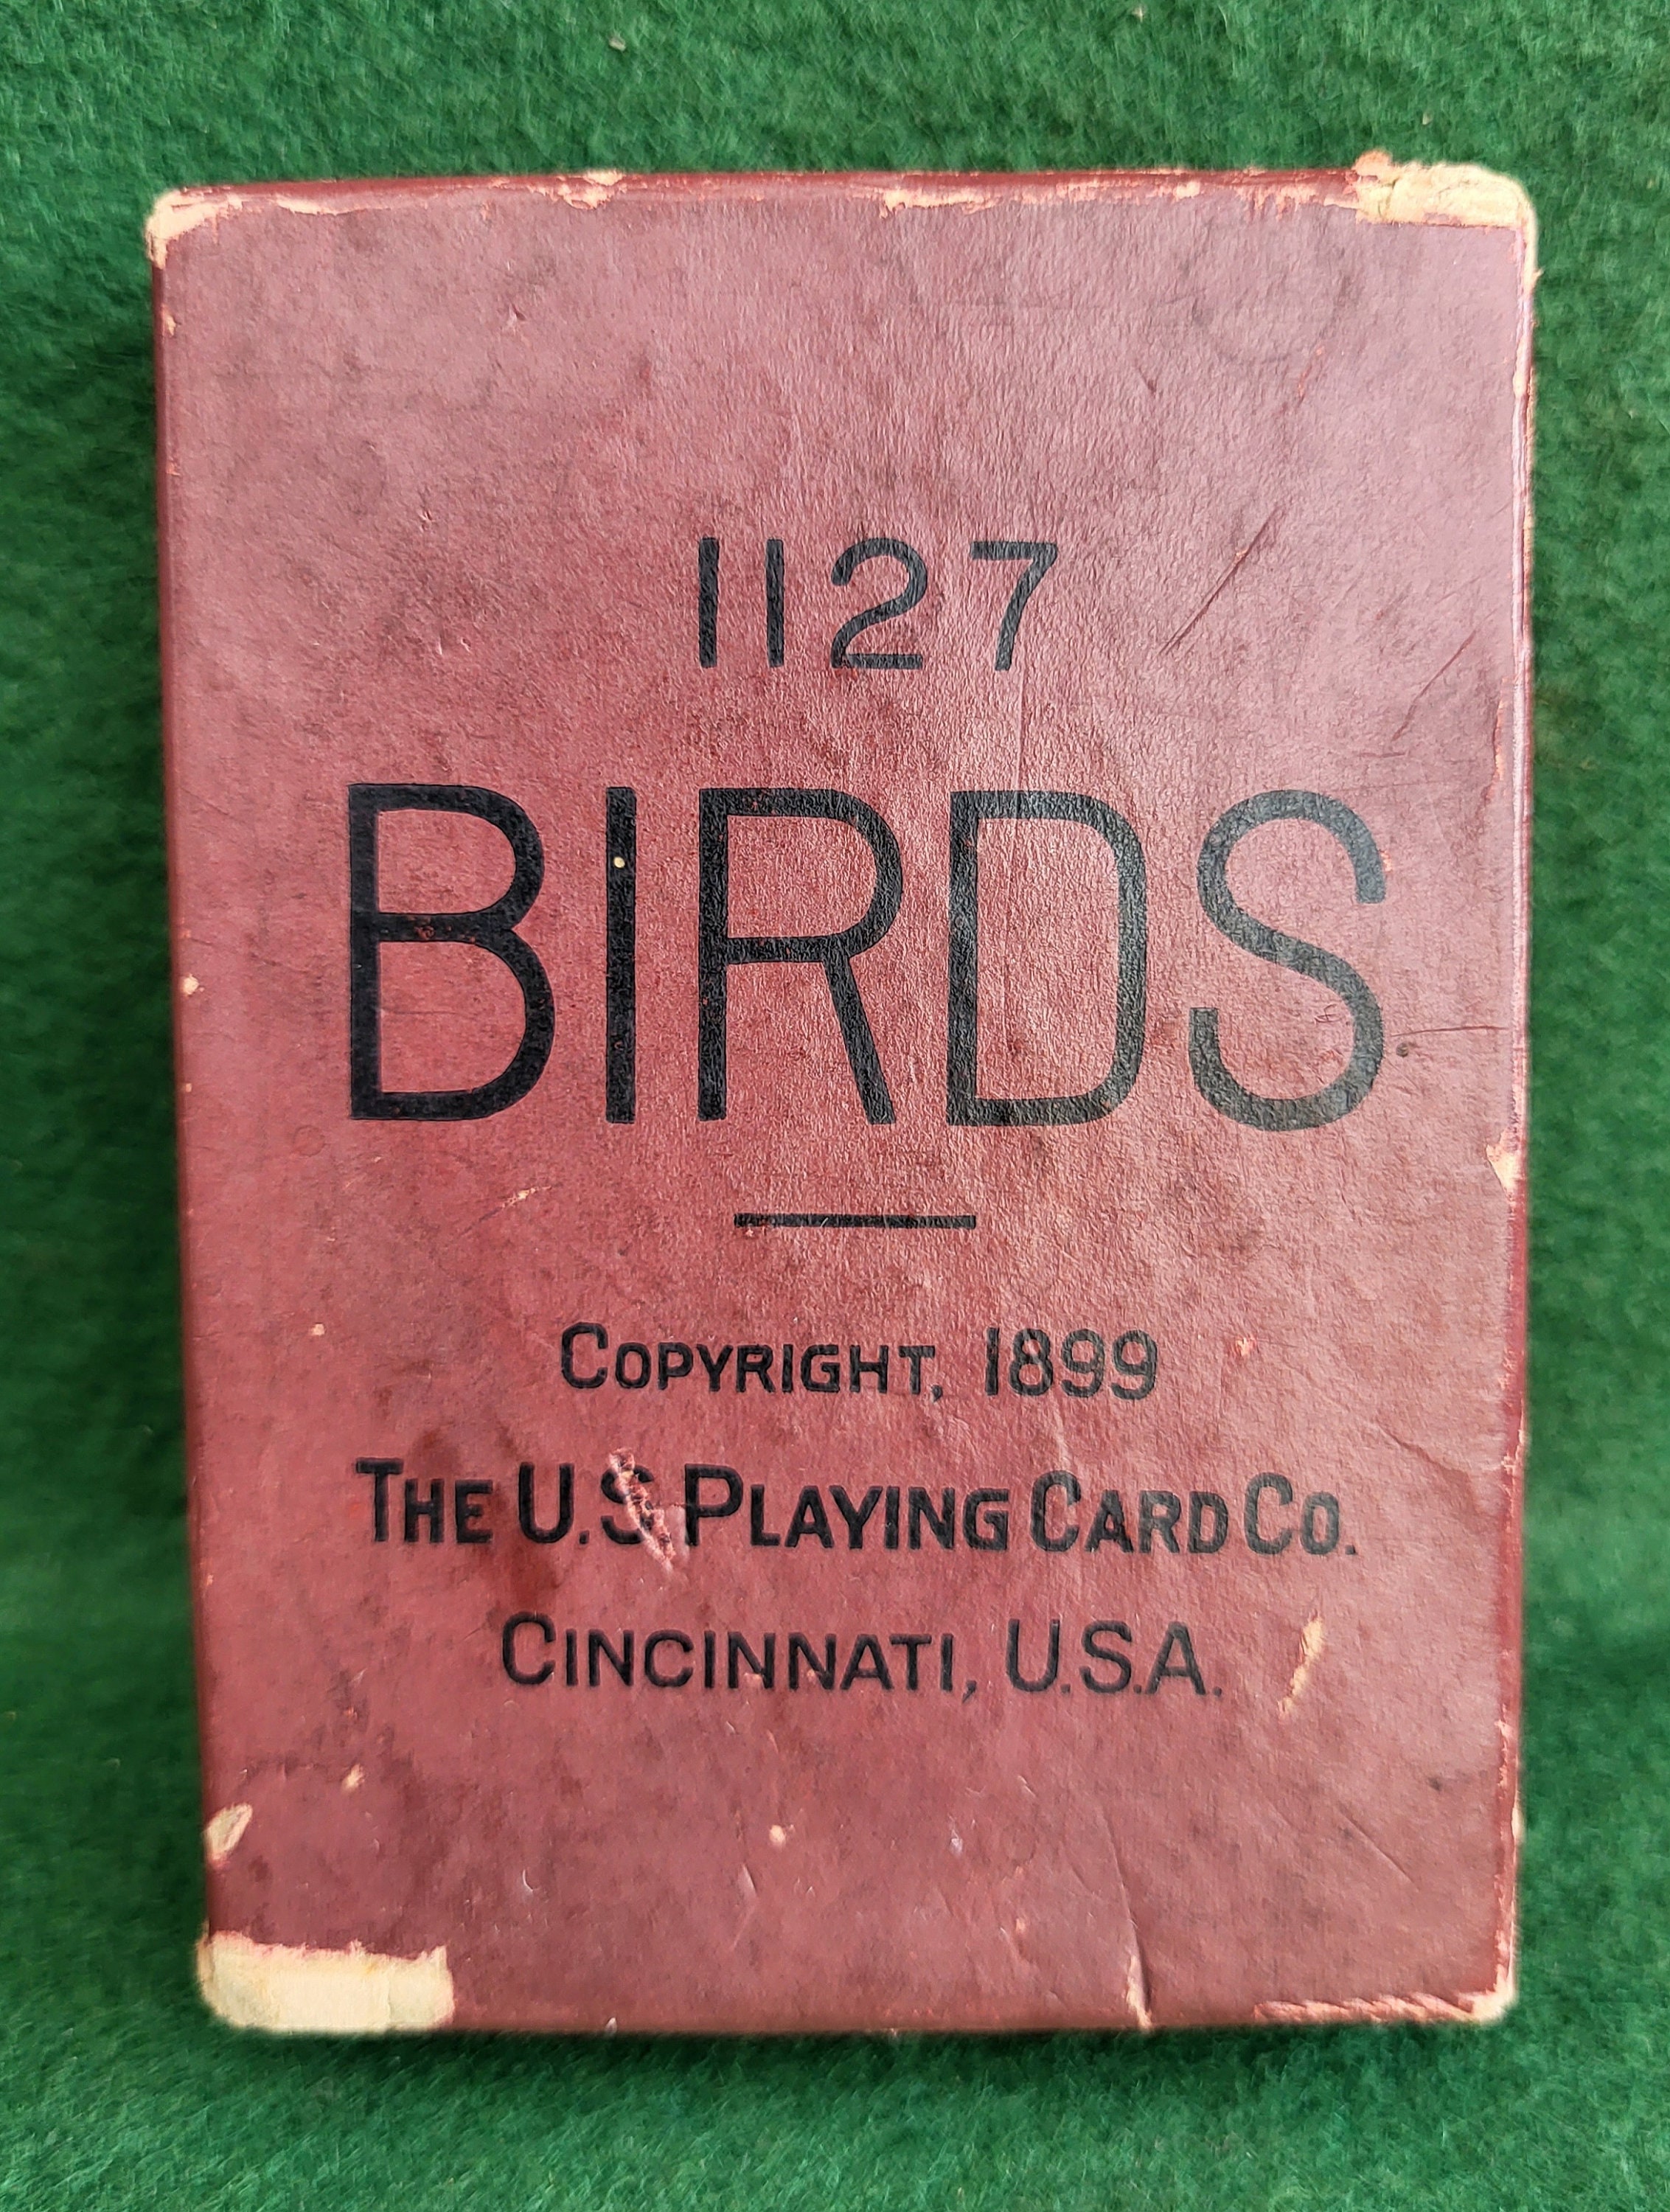 1127
BIRDS
COPYRIGHT, 1899
THE U.S. PLAYING CARD CO.
CINCINNATI, U.S.A.